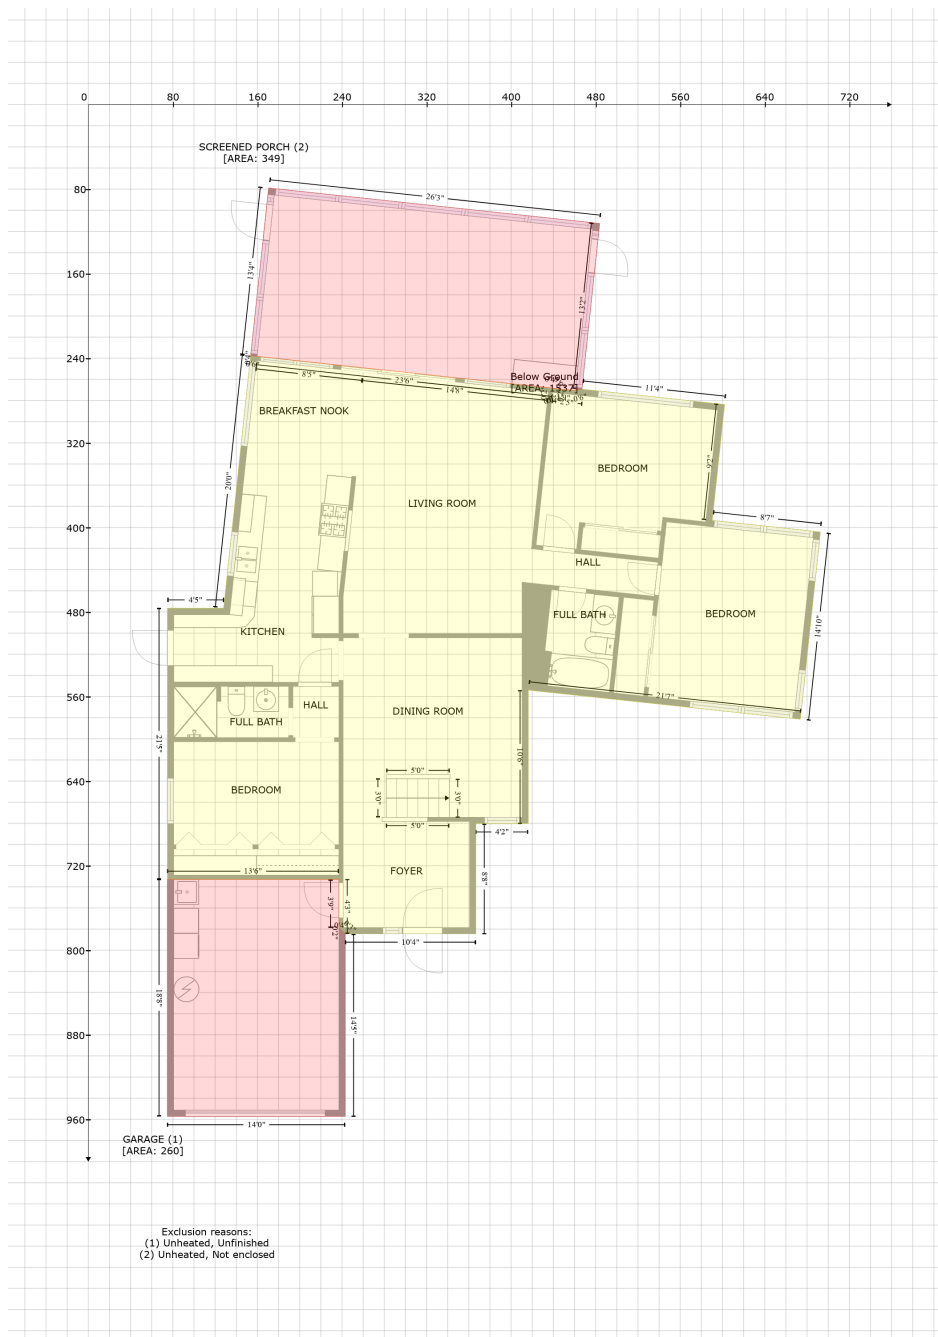 0 80 160 240 320 400 480 560 640 720
SCREENED PORCH (2)
[AREA: 349]
26'3"
80
13'4"
160
13'2"
240
8'5"
23'6"
14'8"
Below Ground
[AREA: 1537]
11'4"
BREAKFAST NOOK
320
BEDROOM
9'2"
20'0"
LIVING ROOM
400
8'7"
HALL
480
4'5"
FULL BATH
BEDROOM
14'10"
KITCHEN
560
21'7"
HALL
DINING ROOM
FULL BATH
21'5"
10'6"
640
5'0"
BEDROOM
3'0"
3'0"
5'0"
4'2"
720
13'6"
FOYER
8'8"
3'9"
4'3"
10'4"
800
18'8"
14'5"
880
960
14'0"
GARAGE (1)
[AREA: 260]
Exclusion reasons:
(1) Unheated, Unfinished
(2) Unheated, Not enclosed